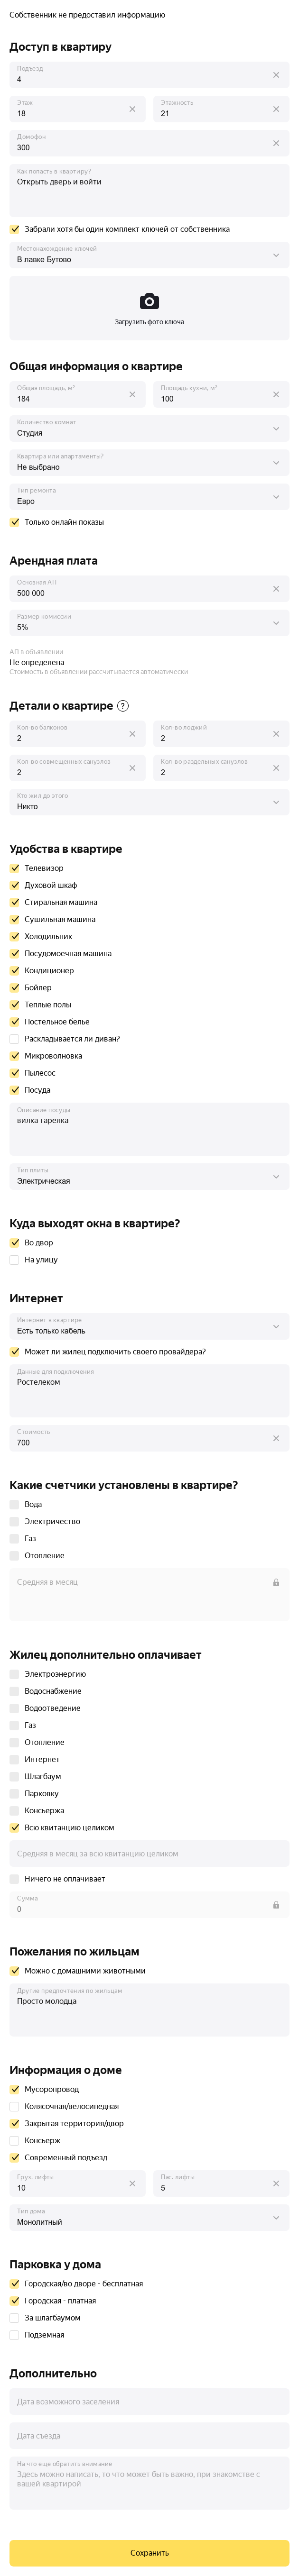 Собственник не предоставил информацию
Доступ в квартиру
Подъезд
4
Этаж
18
Этажность
21
Домофон
300
Как попасть в квартиру?
Открыть дверь и войти
Забрали хотя бы один комплект ключей от собственника
Местонахождение ключей
В лавке Бутово
Загрузить фото ключа
Общая информация о квартире
Общая площадь, м²
184
Площадь кухни, м²
100
Количество комнат
Студия
Квартира или апартаменты?
Не выбрано
Тип ремонта
Евро
Только онлайн показы
Арендная плата
Основная АП
500 000
Размер комиссии
5%
АП в объявлении
Не определена
Стоимость в объявлении рассчитывается автоматически
Детали о квартире ?
Кол-во балконов
2
Кол-во лоджий
2
Кол-во совмещенных санузлов
2
Кол-во раздельных санузлов
2
Кто жил до этого
Никто
Удобства в квартире
Телевизор
Духовой шкаф
Стиральная машина
Сушильная машина
Холодильник
Посудомоечная машина
Кондиционер
Бойлер
Теплые полы
Постельное белье
Раскладывается ли диван?
Микроволновка
Пылесос
Посуда
Описание посуды
вилка тарелка
Тип плиты
Электрическая
Куда выходят окна в квартире?
Во двор
На улицу
Интернет
Интернет в квартире
Есть только кабель
Может ли жилец подключить своего провайдера?
Данные для подключения
Ростелеком
Стоимость
700
Какие счетчики установлены в квартире?
Вода
Электричество
Газ
Отопление
Средняя в месяц
Жилец дополнительно оплачивает
Электроэнергию
Водоснабжение
Водоотведение
Газ
Отопление
Интернет
Шлагбаум
Парковку
Консьержа
Всю квитанцию целиком
Средняя в месяц за всю квитанцию целиком
Ничего не оплачивает
Сумма
0
Пожелания по жильцам
Можно с домашними животными
Другие предпочтения по жильцам
Просто молодца
Информация о доме
Мусоропровод
Колясочная/велосипедная
Закрытая территория/двор
Консьерж
Современный подъезд
Груз. лифты
10
Пас. лифты
5
Тип дома
Монолитный
Парковка у дома
Городская/во дворе - бесплатная
Городская - платная
За шлагбаумом
Подземная
Дополнительно
Дата возможного заселения
Дата съезда
На что еще обратить внимание
Здесь можно написать, то что может быть важно, при знакомстве с
вашей квартирой
Сохранить